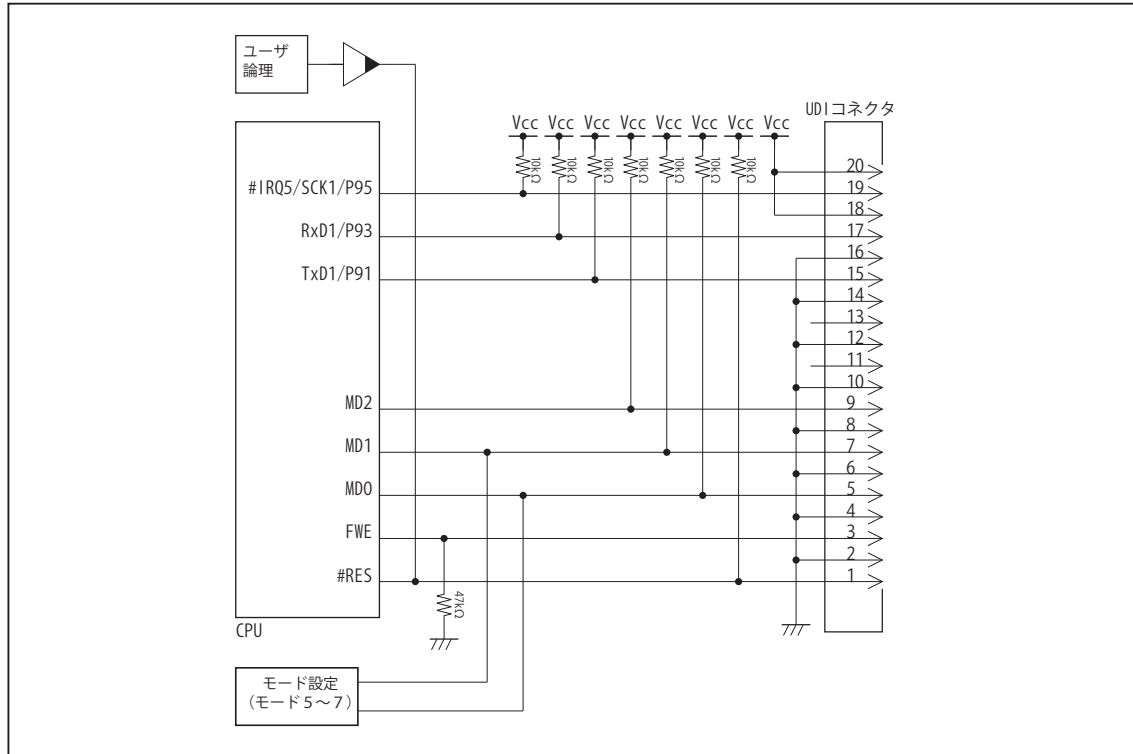 ユーザ
論理
UDIコネクタ
Vcc Vcc Vcc Vcc Vcc Vcc Vcc Vcc
10kΩ 10kΩ 10kΩ 10kΩ 10kΩ 10kΩ 10kΩ
20
#IRQ5/SCK1/P95 19
18
RxD1/P93 17
16
TxD1/P91 15
14
13
12
11
10
MD2 9
8
MD1 7
6
MD0 5
4
FWE 3
2
#RES 1
47kΩ
CPU
モード設定
(モード5～7)